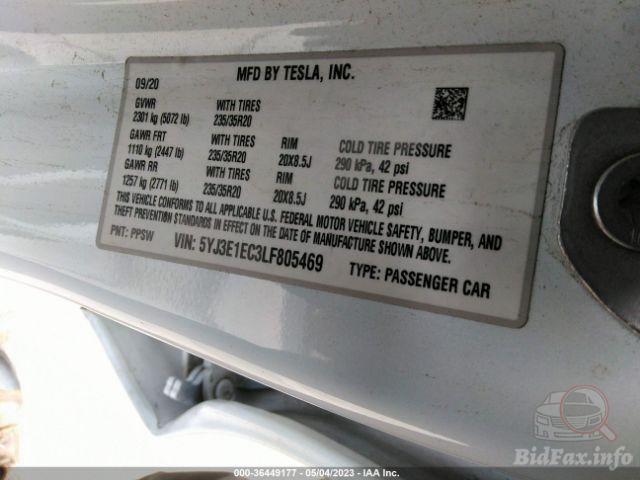 MFD BY TESLA, INC.
09/20
GVWR WITH TIRES
2301 kg (5072 lb) 235/35R20
GAWR FRT WITH TIRES RIM COLD TIRE PRESSURE
1110 kg (2447 lb) 235/35R20 20X8.5J 290 kPa, 42 psi
GAWR RR WITH TIRES RIM COLD TIRE PRESSURE
1257 kg (2771 lb) 235/35R20 20X8.5J 290 kPa, 42 psi
THIS VEHICLE CONFORMS TO ALL APPLICABLE U.S. FEDERAL MOTOR VEHICLE SAFETY, BUMPER, AND
THEFT PREVENTION STANDARDS IN EFFECT ON THE DATE OF MANUFACTURE SHOWN ABOVE.
PNT: PPSW VIN: 5YJ3E1EC3LF805469 TYPE: PASSENGER CAR
BidFax.info
000-36449177 - 05/04/2023 - IAA Inc.